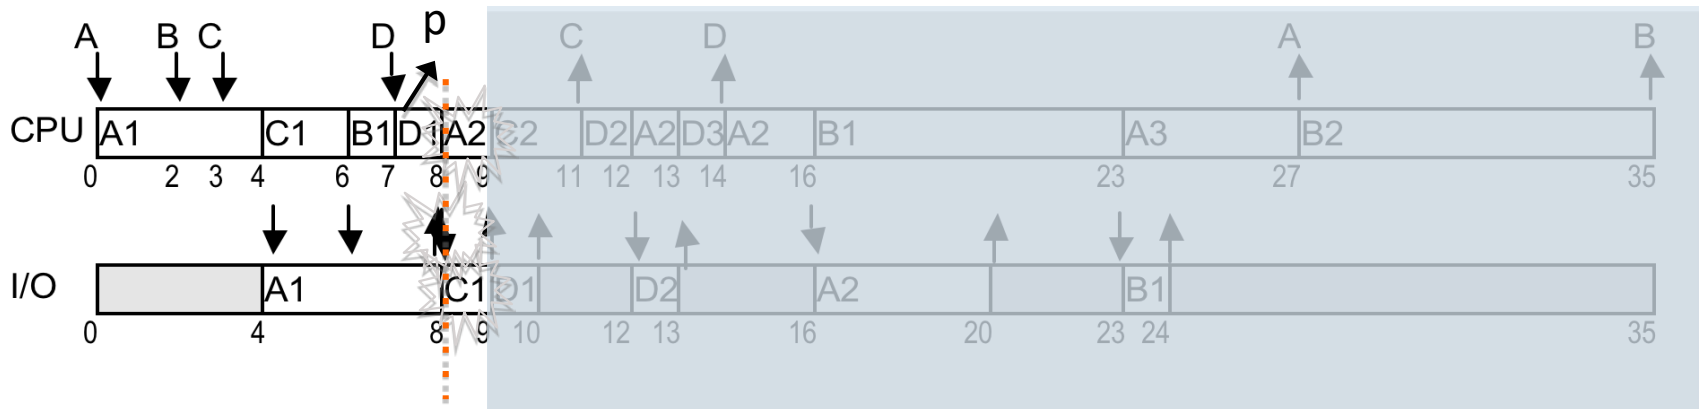 A B C D p C D A B
CPU A1 C1 B1 D1 A2 C2 D2 A2 D3 A2 B1 A3 B2
0 2 3 4 6 7 8 9 11 12 13 14 16 23 27 35
I/O A1 C1 D1 D2 A2 B1
0 4 8 9 10 12 13 16 20 23 24 35